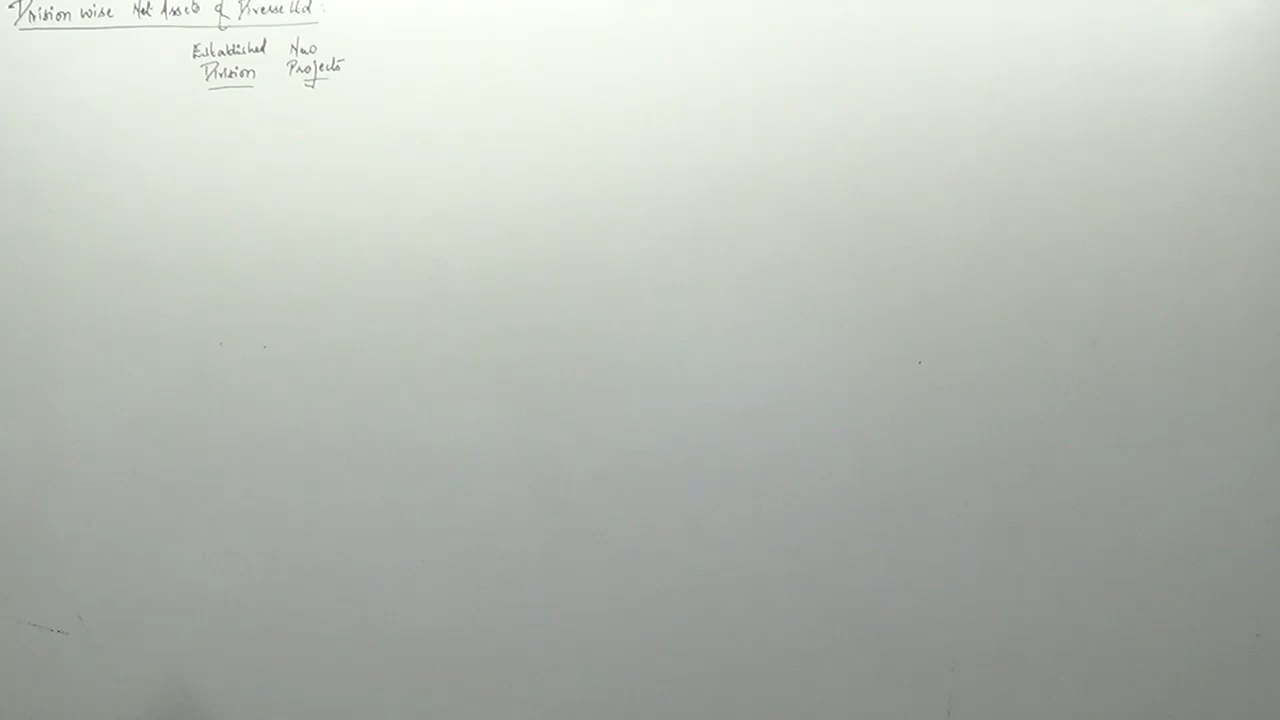 Division wise Net Assets of Diverse Ltd:
Established New
Division Projects